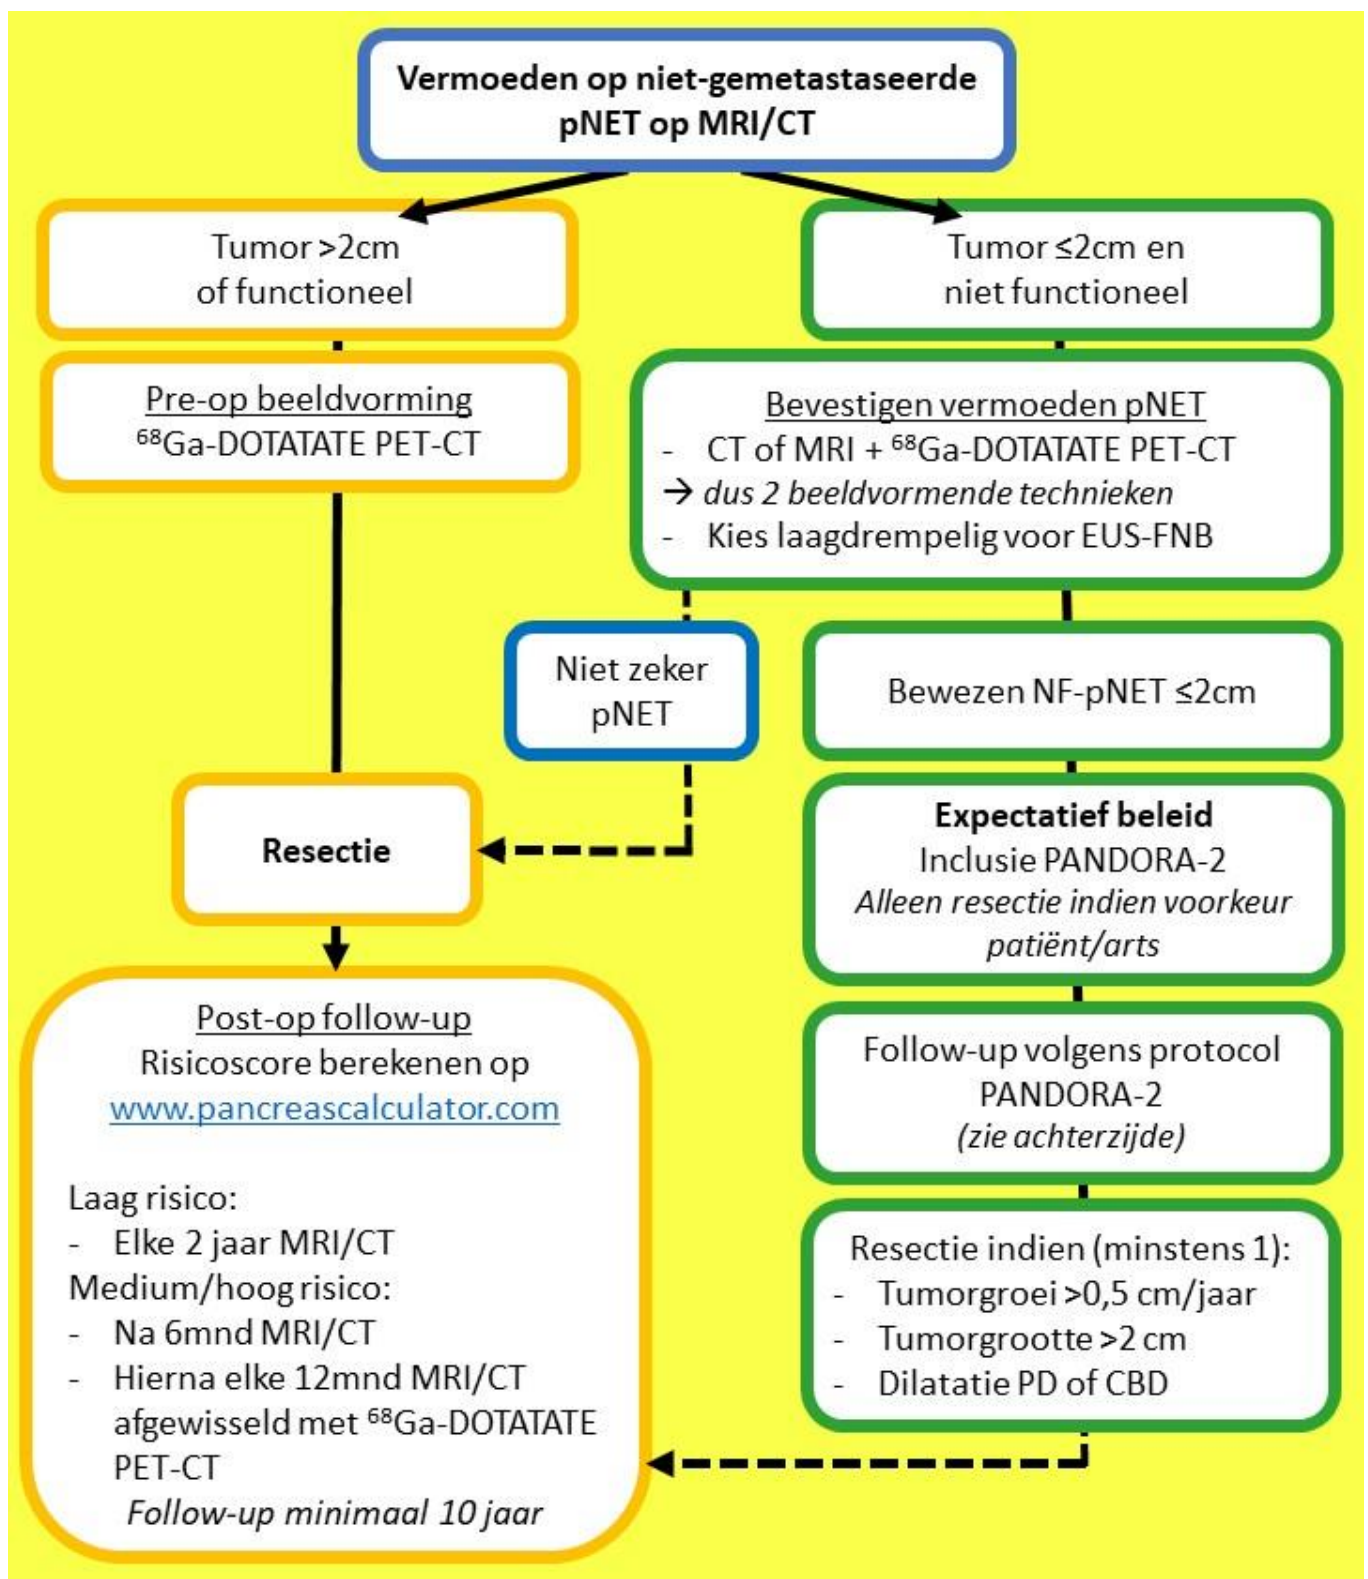 Vermoeden op niet-gemetastaseerde
pNET op MRI/CT
Tumor >2cm
of functioneel
Tumor ≤2cm en
niet functioneel
Pre-op beeldvorming
⁶⁸Ga-DOTATATE PET-CT
Bevestigen vermoeden pNET
- CT of MRI + ⁶⁸Ga-DOTATATE PET-CT
→ dus 2 beeldvormende technieken
- Kies laagdrempelig voor EUS-FNB
Niet zeker
pNET
Bewezen NF-pNET ≤2cm
Resectie
Expectatief beleid
Inclusie PANDORA-2
Alleen resectie indien voorkeur
patiënt/arts
Post-op follow-up
Risicoscore berekenen op
www.pancreascalculator.com
Laag risico:
- Elke 2 jaar MRI/CT
Medium/hoog risico:
- Na 6mnd MRI/CT
- Hierna elke 12mnd MRI/CT
afgewisseld met ⁶⁸Ga-DOTATATE
PET-CT
Follow-up minimaal 10 jaar
Follow-up volgens protocol
PANDORA-2
(zie achterzijde)
Resectie indien (minstens 1):
- Tumorgroei >0,5 cm/jaar
- Tumorgrootte >2 cm
- Dilatatie PD of CBD